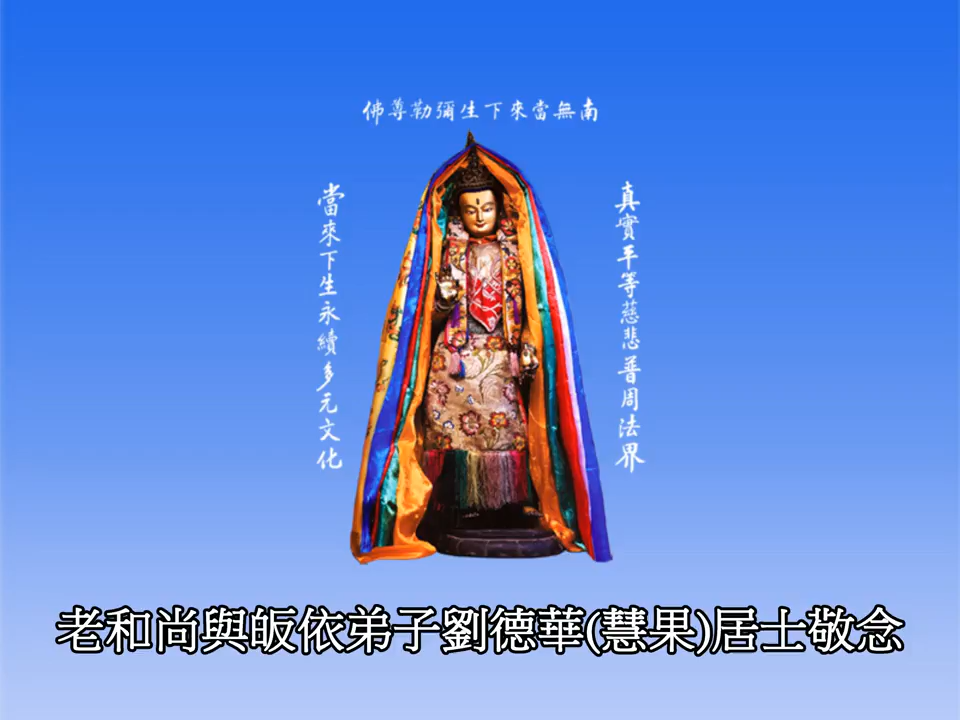 南無當來下生彌勒尊佛
真實平等慈悲普周法界
當來下生永續多元文化
老和尚與皈依弟子劉德華(慧果)居士敬念